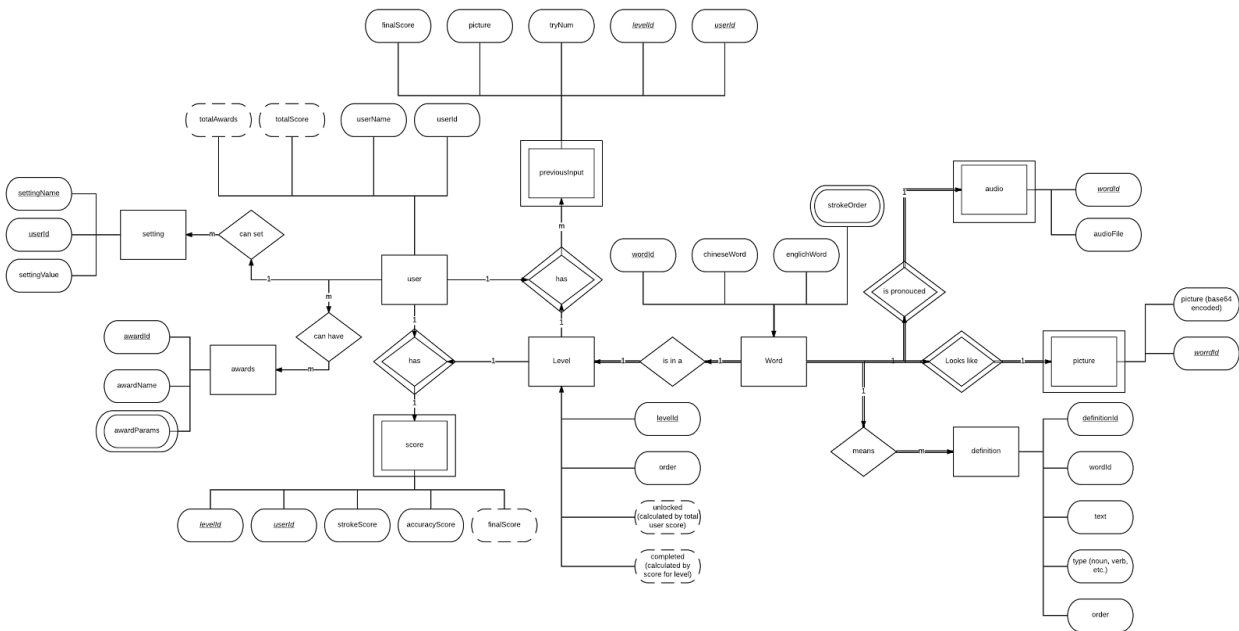 finalScore
picture
tryNum
levelId
userId
totalAwards
totalScore
userName
userId
previousInput
audio
wordId
audioFile
settingName
userId
settingValue
setting
m
can set
1
user
1
has
m
1
strokeOrder
wordId
chineseWord
englichWord
is pronouced
1
picture (base64
encoded)
worrdId
m
can have
m
1
has
1
1
Level
1
is in a
1
Word
1
Looks like
1
picture
awardId
awardName
awardParams
awards
score
levelId
order
unlocked
(calculated by total
user score)
completed
(calculated by
score for level)
1
means
m
definition
definitionId
wordId
text
type (noun, verb,
etc.)
order
levelId
userId
strokeScore
accuracyScore
finalScore